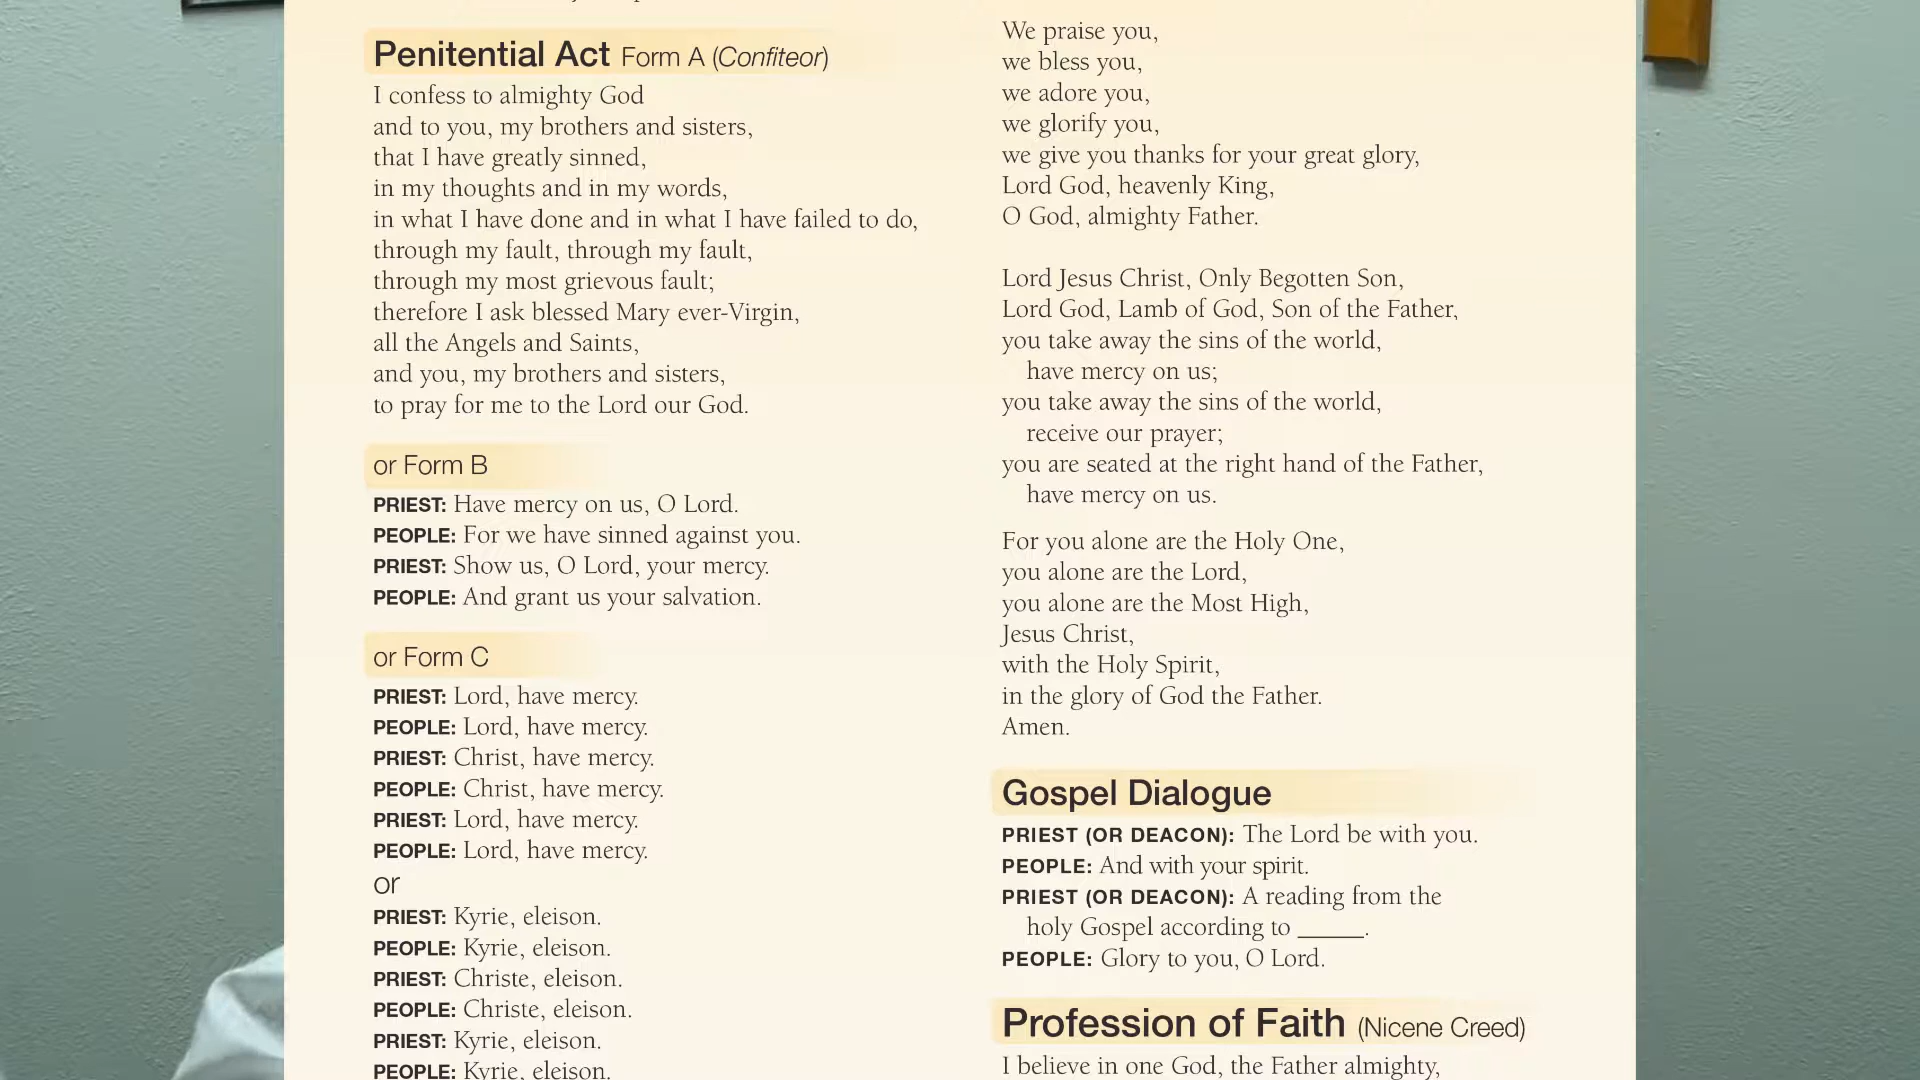 Penitential Act Form A (Confiteor)
I confess to almighty God
and to you, my brothers and sisters,
that I have greatly sinned,
in my thoughts and in my words,
in what I have done and in what I have failed to do,
through my fault, through my fault,
through my most grievous fault;
therefore I ask blessed Mary ever-Virgin,
all the Angels and Saints,
and you, my brothers and sisters,
to pray for me to the Lord our God.
or Form B
PRIEST: Have mercy on us, O Lord.
PEOPLE: For we have sinned against you.
PRIEST: Show us, O Lord, your mercy.
PEOPLE: And grant us your salvation.
or Form C
PRIEST: Lord, have mercy.
PEOPLE: Lord, have mercy.
PRIEST: Christ, have mercy.
PEOPLE: Christ, have mercy.
PRIEST: Lord, have mercy.
PEOPLE: Lord, have mercy.
or
PRIEST: Kyrie, eleison.
PEOPLE: Kyrie, eleison.
PRIEST: Christe, eleison.
PEOPLE: Christe, eleison.
PRIEST: Kyrie, eleison.
PEOPLE: Kyrie, eleison.
We praise you,
we bless you,
we adore you,
we glorify you,
we give you thanks for your great glory,
Lord God, heavenly King,
O God, almighty Father.
Lord Jesus Christ, Only Begotten Son,
Lord God, Lamb of God, Son of the Father,
you take away the sins of the world,
have mercy on us;
you take away the sins of the world,
receive our prayer;
you are seated at the right hand of the Father,
have mercy on us.
For you alone are the Holy One,
you alone are the Lord,
you alone are the Most High,
Jesus Christ,
with the Holy Spirit,
in the glory of God the Father.
Amen.
Gospel Dialogue
PRIEST (OR DEACON): The Lord be with you.
PEOPLE: And with your spirit.
PRIEST (OR DEACON): A reading from the
holy Gospel according to _____.
PEOPLE: Glory to you, O Lord.
Profession of Faith (Nicene Creed)
I believe in one God, the Father almighty,